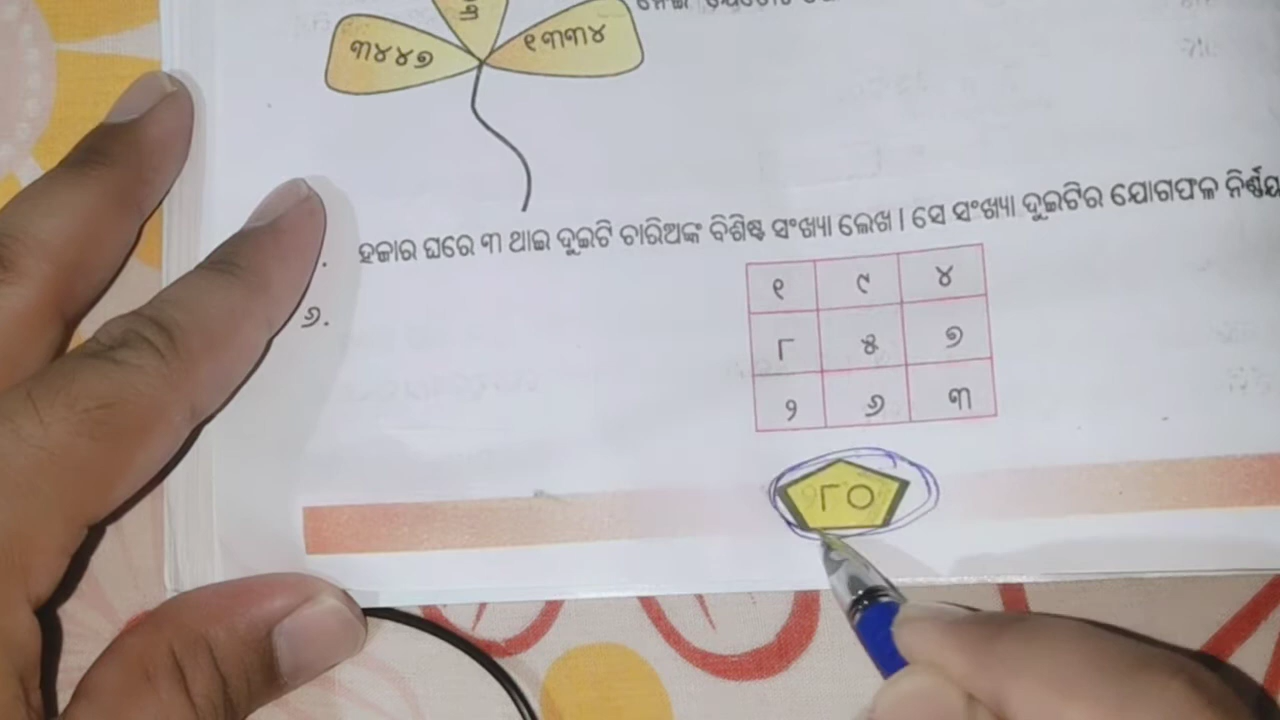 ୩୪୪୭
୧୩୩୪
ହଜାର ଘରେ ୩ ଥାଇ ଦୁଇଟି ଚାରିଅଙ୍କ ବିଶିଷ୍ଟ ସଂଖ୍ୟା ଲେଖ । ସେ ସଂଖ୍ୟା ଦୁଇଟିର ଯୋଗଫଳ ନିର୍ଣ୍ଣୟ
୬.
୧ ୯ ୪
୮ ୫ ୭
୨ ୬ ୩
୮୦